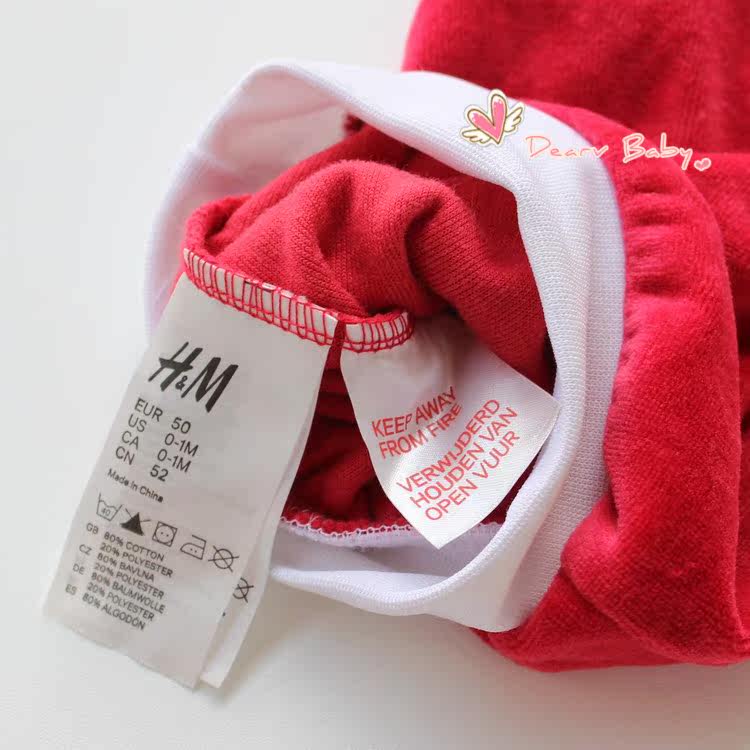 Dearv Baby
H&M
EUR 50
US 0-1M
CA 0-1M
CN 52
Made in China
40
GB 80% COTTON
20% POLYESTER
CZ 80% BAVLNA
20% POLYESTER
DE 80% BAUMWOLLE
20% POLYESTER
ES 80% ALGODÓN
KEEP AWAY
FROM FIRE
VERWIJDERD
HOUDEN VAN
OPEN VUUR